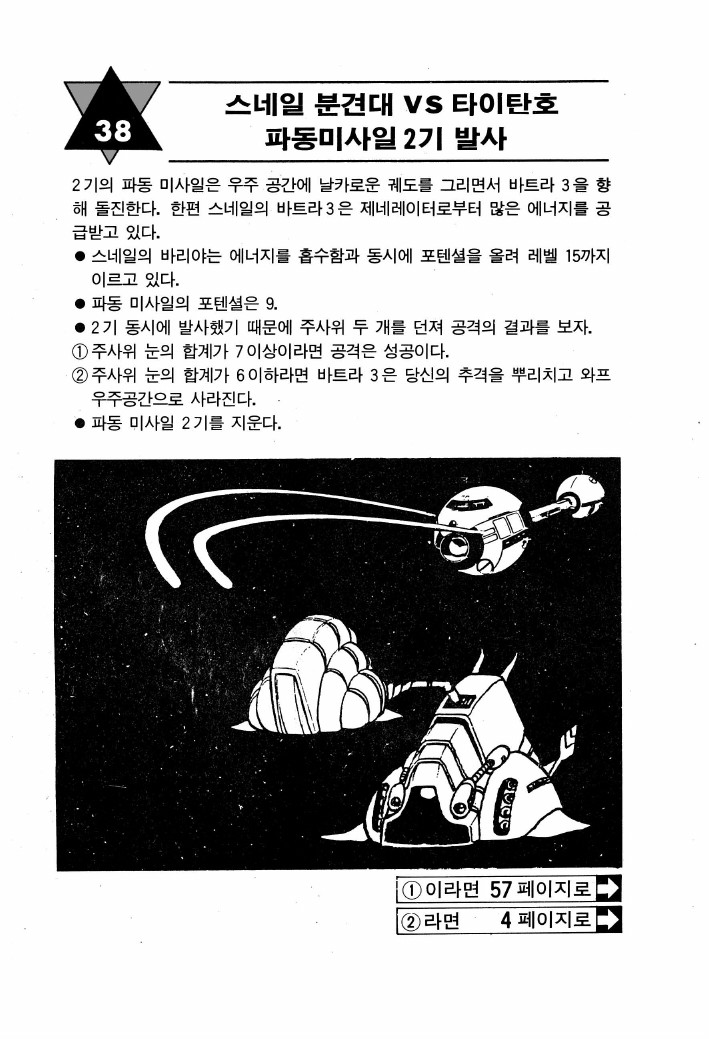 38
스네일 분견대 VS 타이탄호
파동미사일 2기 발사
2기의 파동 미사일은 우주 공간에 날카로운 궤도를 그리면서 바트라 3을 향
해 돌진한다. 한편 스네일의 바트라 3은 제네레이터로부터 많은 에너지를 공
급받고 있다.
● 스네일의 바리야는 에너지를 흡수함과 동시에 포텐셜을 올려 레벨 15까지
이르고 있다.
● 파동 미사일의 포텐셜은 9.
● 2기 동시에 발사했기 때문에 주사위 두 개를 던져 공격의 결과를 보자.
① 주사위 눈의 합계가 7이상이라면 공격은 성공이다.
② 주사위 눈의 합계가 6이하라면 바트라 3은 당신의 추격을 뿌리치고 와프
우주공간으로 사라진다.
● 파동 미사일 2기를 지운다.
① 이라면 57 페이지로
② 라면 4 페이지로